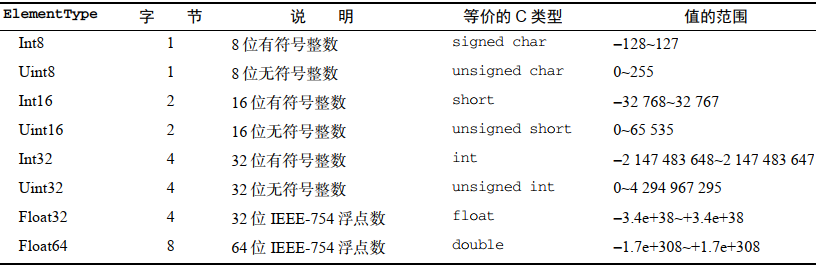 ElementType 字 节 说 明 等价的 C 类型 值的范围
Int8 1 8 位有符号整数 signed char –128~127
Uint8 1 8 位无符号整数 unsigned char 0~255
Int16 2 16 位有符号整数 short –32 768~32 767
Uint16 2 16 位无符号整数 unsigned short 0~65 535
Int32 4 32 位有符号整数 int –2 147 483 648~2 147 483 647
Uint32 4 32 位无符号整数 unsigned int 0~4 294 967 295
Float32 4 32 位 IEEE-754 浮点数 float –3.4e+38~+3.4e+38
Float64 8 64 位 IEEE-754 浮点数 double –1.7e+308~+1.7e+308